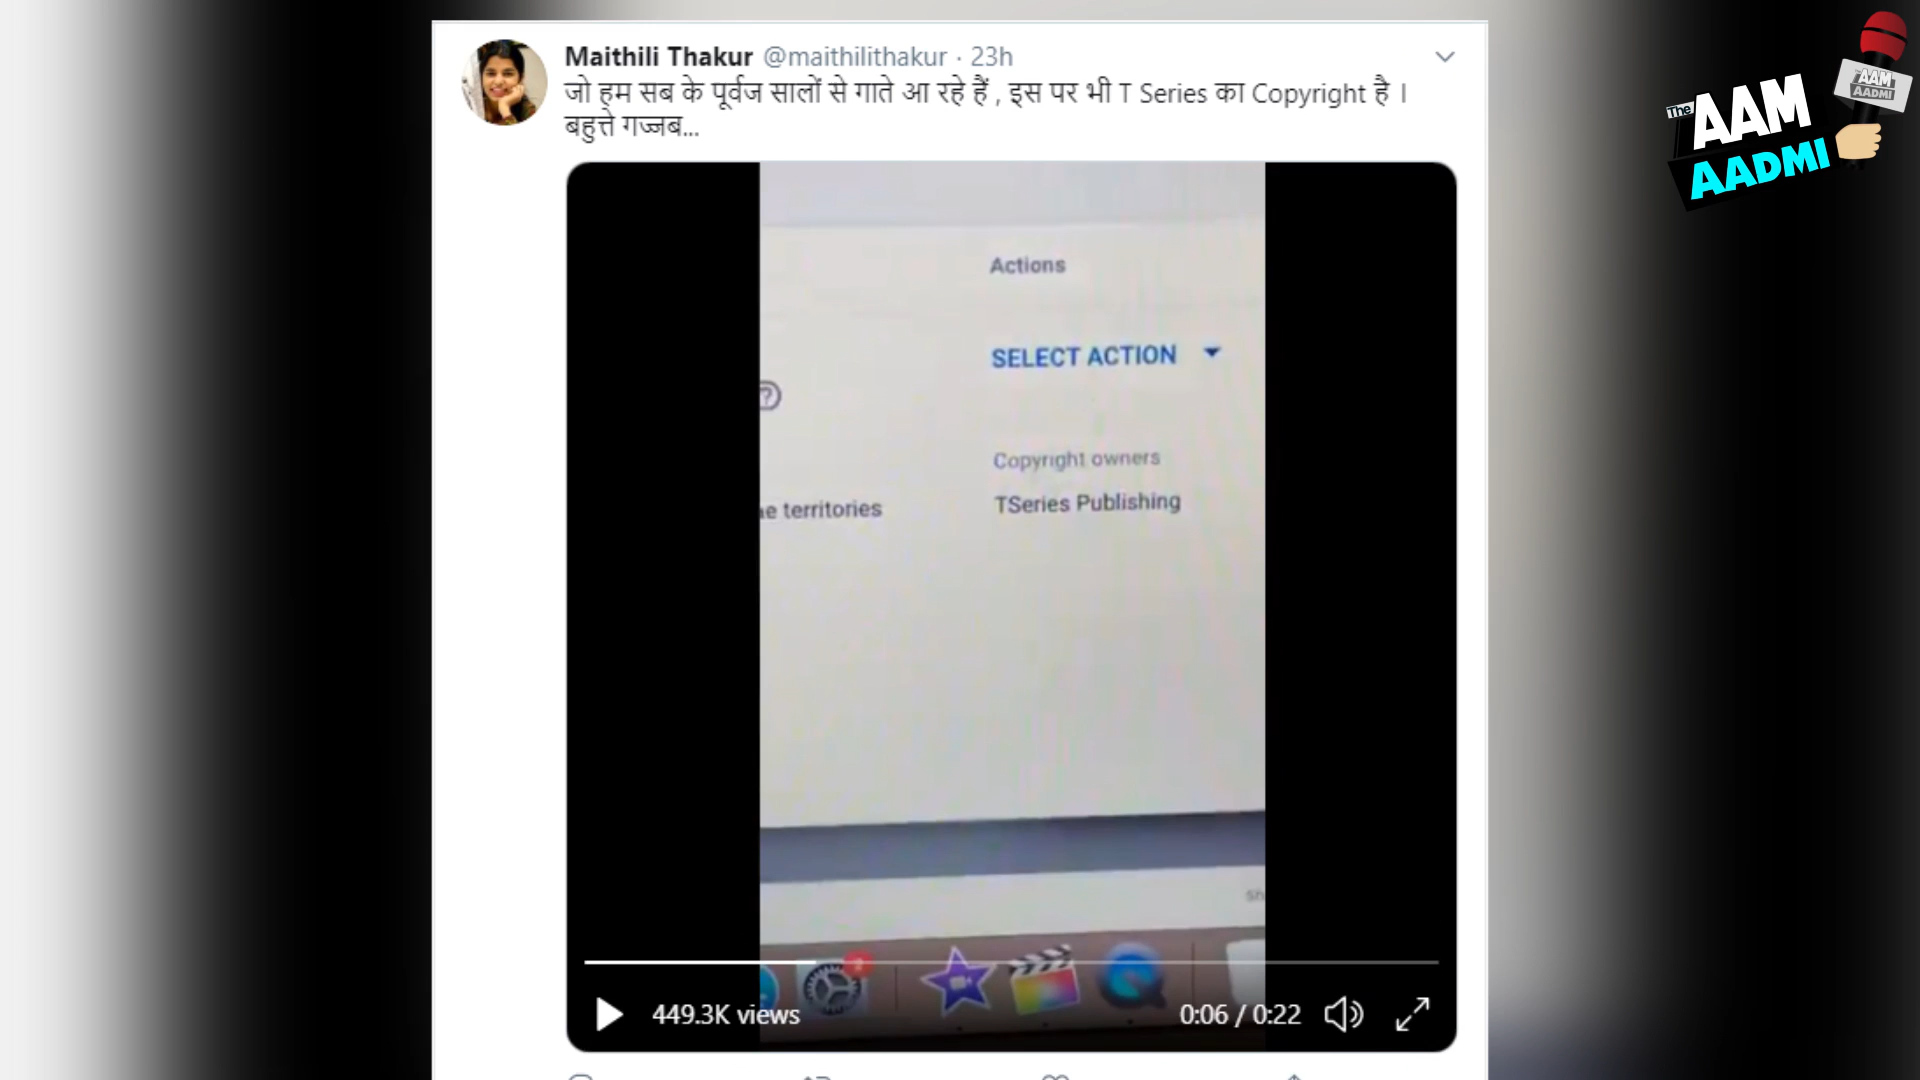 Maithili Thakur @maithilithakur · 23h
जो हम सब के पूर्वज सालों से गाते आ रहे हैं , इस पर भी T Series का Copyright है ।
बहुत्ते गज्जब...
The AAM AADMI
AAM AADMI
Actions
SELECT ACTION
Copyright owners
territories TSeries Publishing
449.3K views 0:06 / 0:22